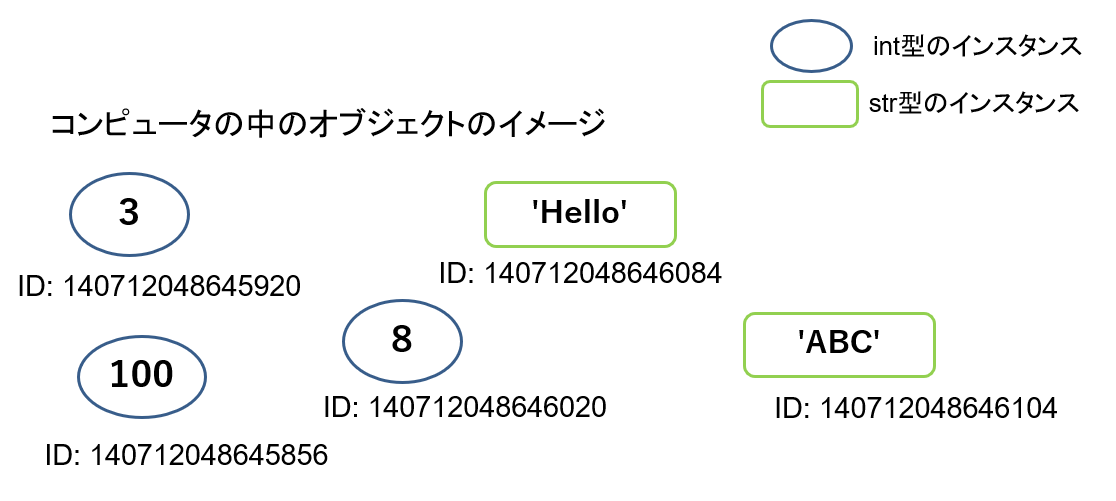 int型のインスタンス
str型のインスタンス
コンピュータの中のオブジェクトのイメージ
3
ID: 140712048645920
'Hello'
ID: 140712048646084
100
ID: 140712048645856
8
ID: 140712048646020
'ABC'
ID: 140712048646104